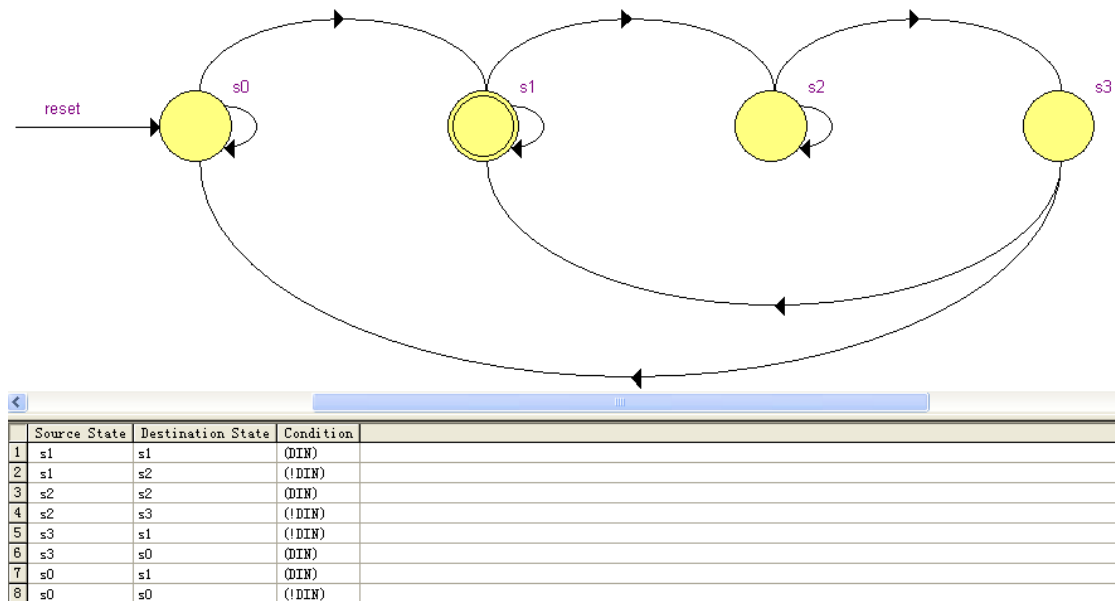 s0
s1
s2
s3
reset
Source State Destination State Condition
1 s1 s1 (DIN)
2 s1 s2 (!DIN)
3 s2 s2 (DIN)
4 s2 s3 (!DIN)
5 s3 s1 (!DIN)
6 s3 s0 (DIN)
7 s0 s1 (DIN)
8 s0 s0 (!DIN)